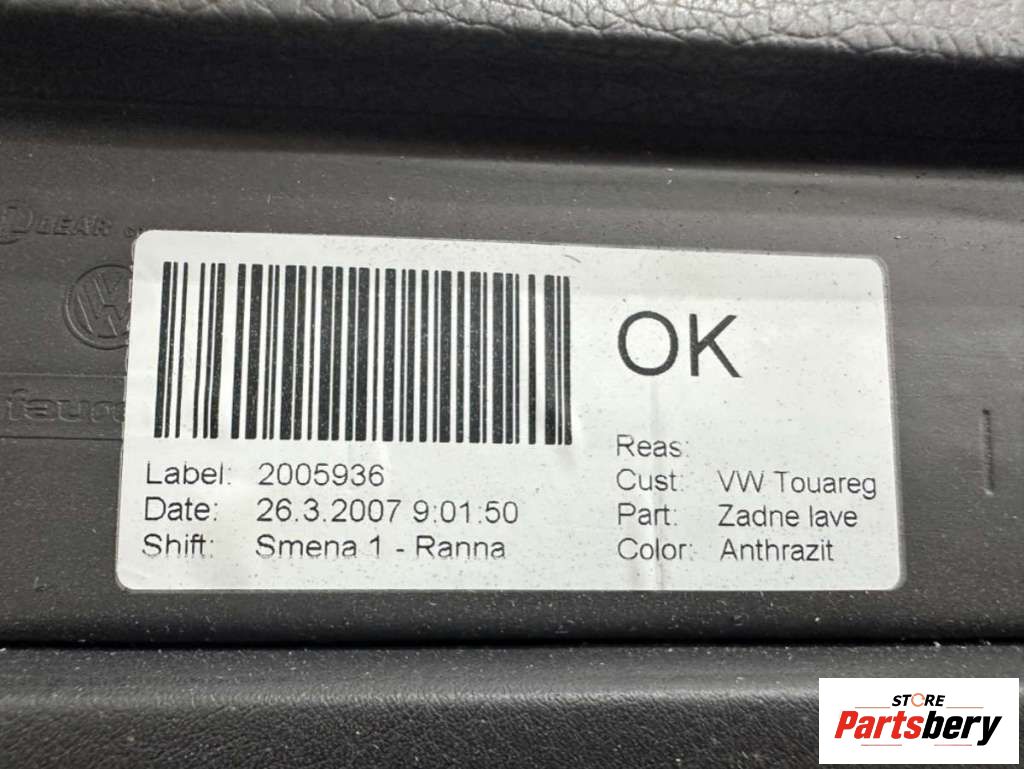 LEAR
OK
Label: 2005936
Date: 26.3.2007 9:01:50
Shift: Smena 1 - Ranna
Reas:
Cust: VW Touareg
Part: Zadne lave
Color: Anthrazit
STORE
Partsbery